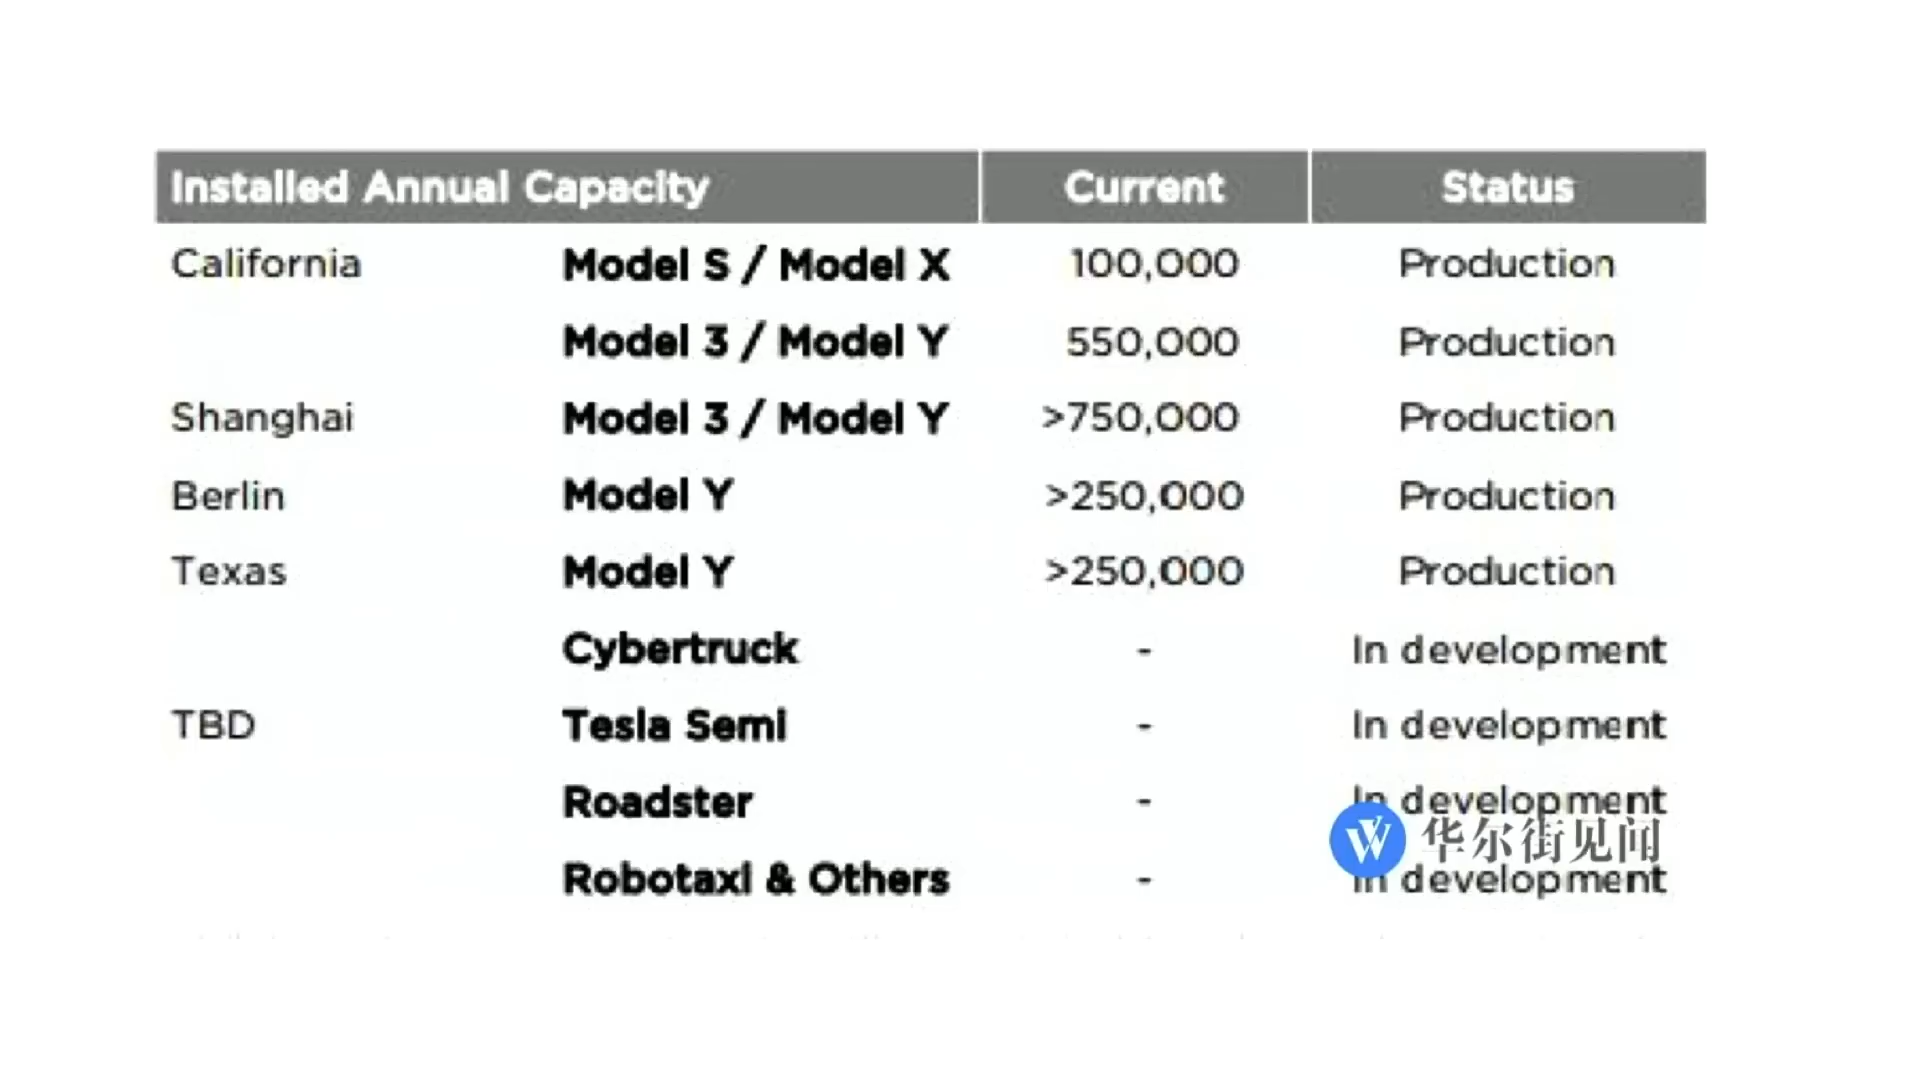 Installed Annual Capacity Current Status
California Model S / Model X 100,000 Production
Model 3 / Model Y 550,000 Production
Shanghai Model 3 / Model Y >750,000 Production
Berlin Model Y >250,000 Production
Texas Model Y >250,000 Production
Cybertruck - In development
TBD Tesla Semi - In development
Roadster - In development
华尔街见闻
Robotaxi & Others - In development